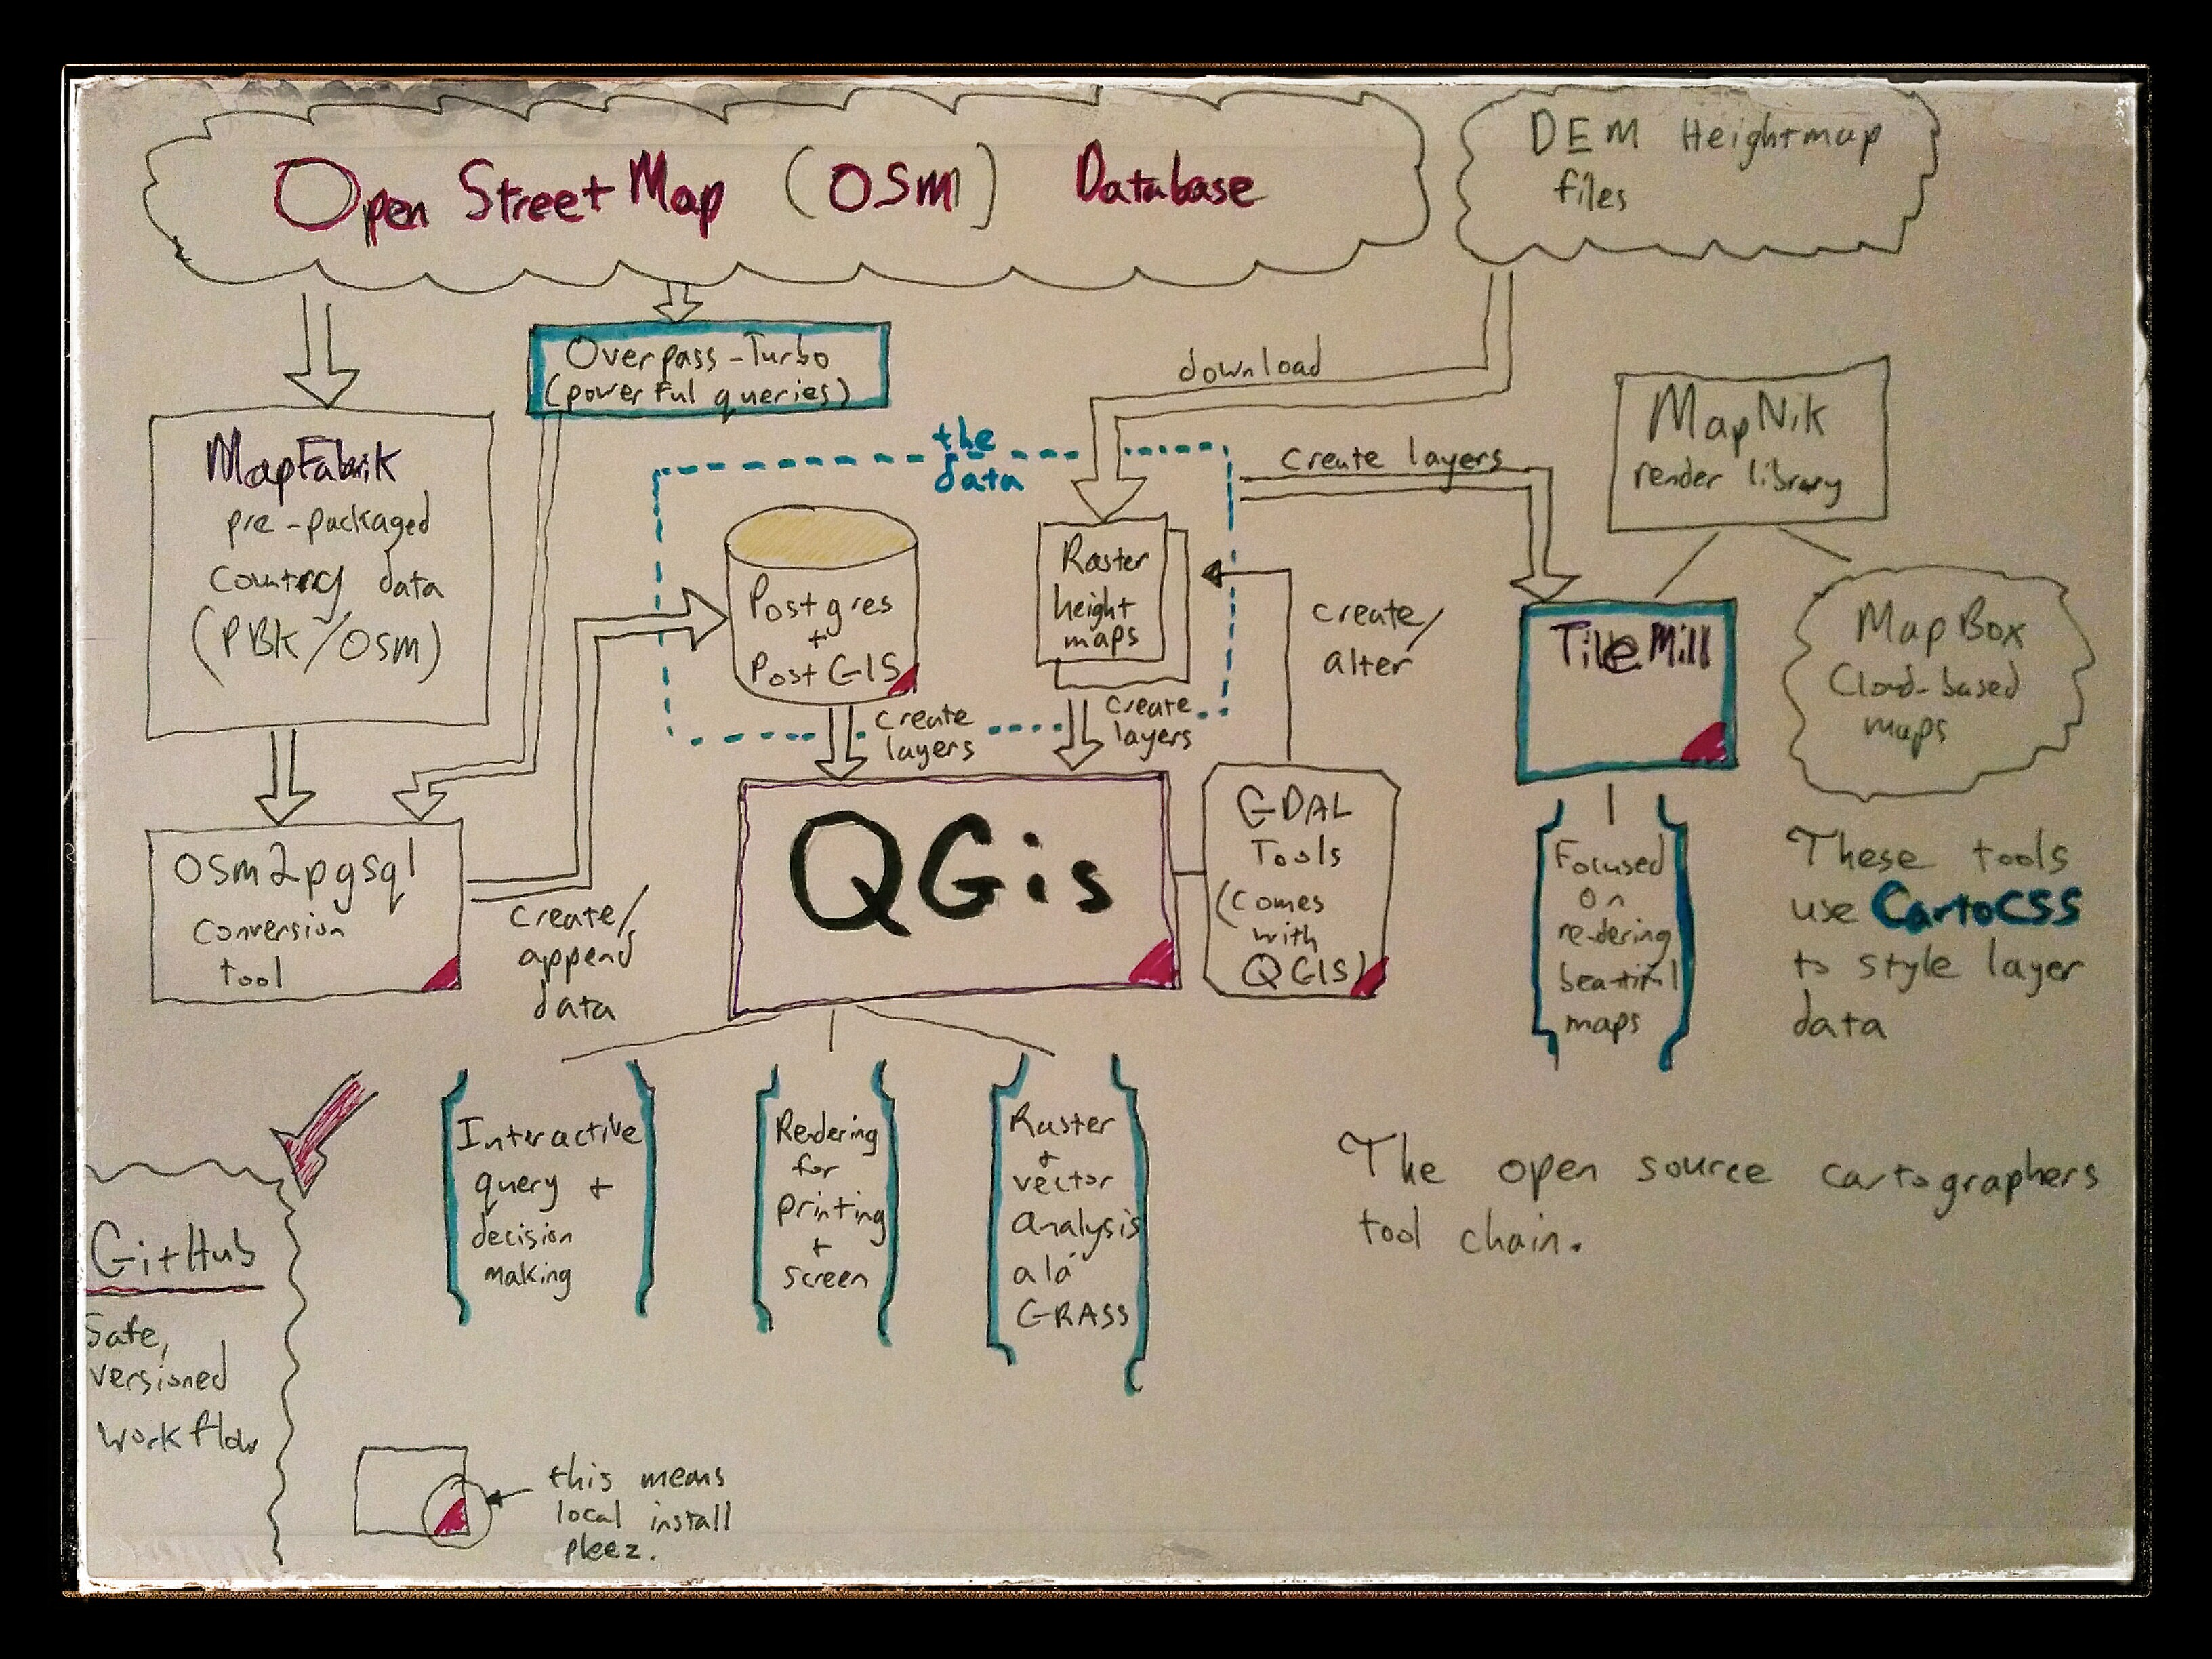 Open Street Map (OSM) Database
DEM Heightmap
files
Overpass-Turbo
(powerful queries)
download
MapFabrik
pre-packaged
Country data
(PBK/OSM)
the
data
create layers
MapNik
render library
Postgres
+
PostGIS
Raster
height
maps
create/
alter
TileMill
MapBox
Cloud-based
maps
create
layers
create
layers
osm2pgsql
conversion
tool
create/
append
data
QGis
GDAL
Tools
(comes
with
QGIS)
Focused
on
rendering
beautiful
maps
These tools
use CartoCSS
to style layer
data
Interactive
query +
decision
making
Rendering
for
printing
+
screen
Raster
+
vector
analysis
a la
GRASS
The open source cartographers
tool chain.
GitHub
Safe,
versioned
workflow
this means
local install
pleez.